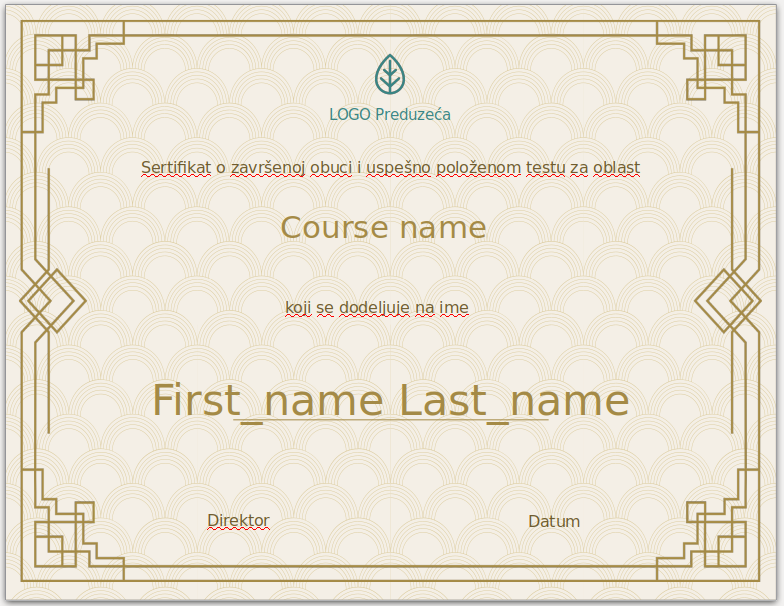 LOGO Preduzeća
Sertifikat o završenoj obuci i uspešno položenom testu za oblast
Course name
koji se dodeljuje na ime
First_name Last_name
Direktor
Datum